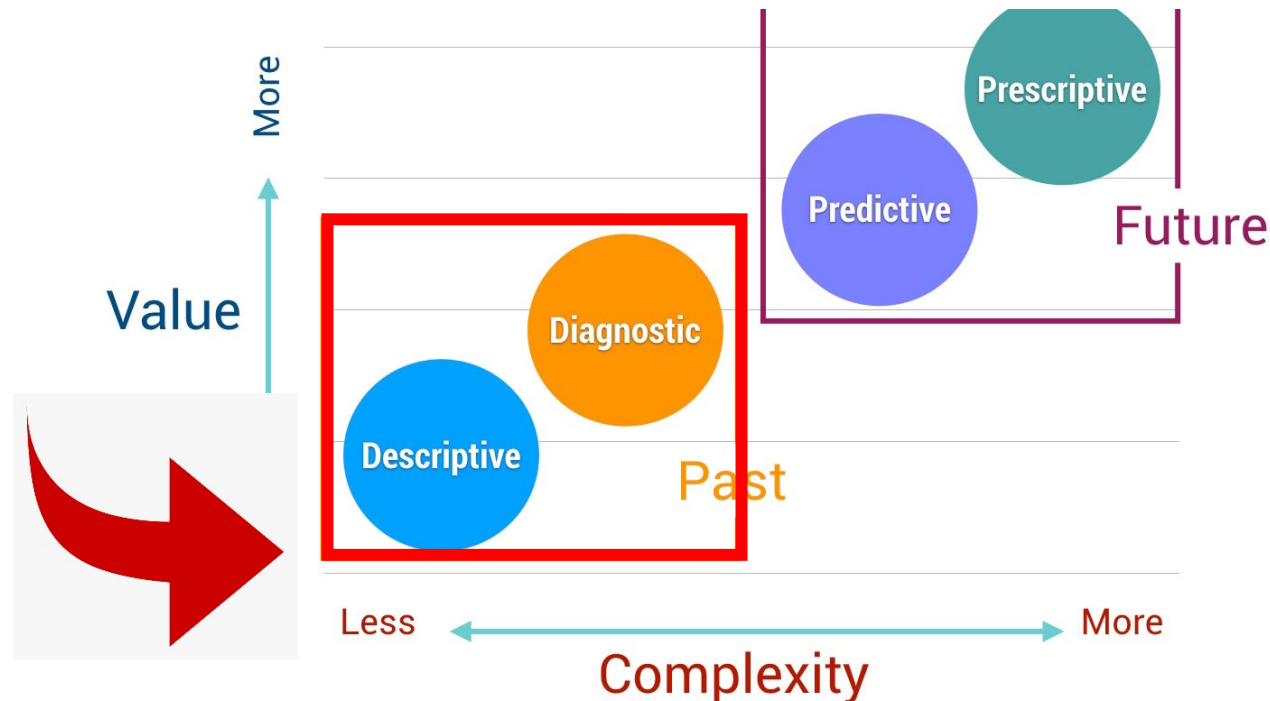 More
Prescriptive
Predictive
Future
Value
Diagnostic
Descriptive
Past
Less
More
Complexity